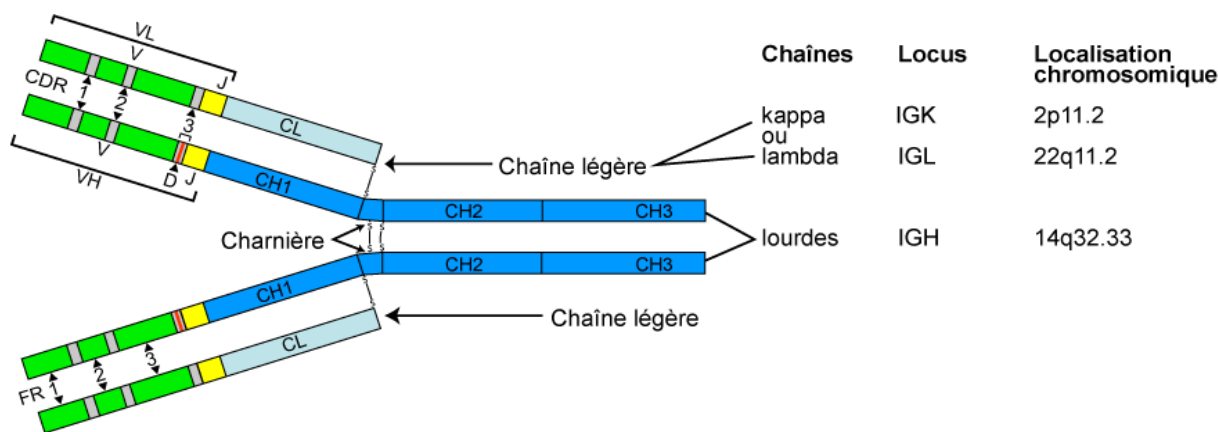 VL
V
J
CDR
1
2
3
CL
V
VH
D
J
CH1
Charnière
CH2
CH3
CH2
CH3
CH1
CL
FR
1
2
3
Chaîne légère
Chaîne légère
Chaînes Locus Localisation
chromosomique
kappa IGK 2p11.2
ou
lambda IGL 22q11.2
lourdes IGH 14q32.33